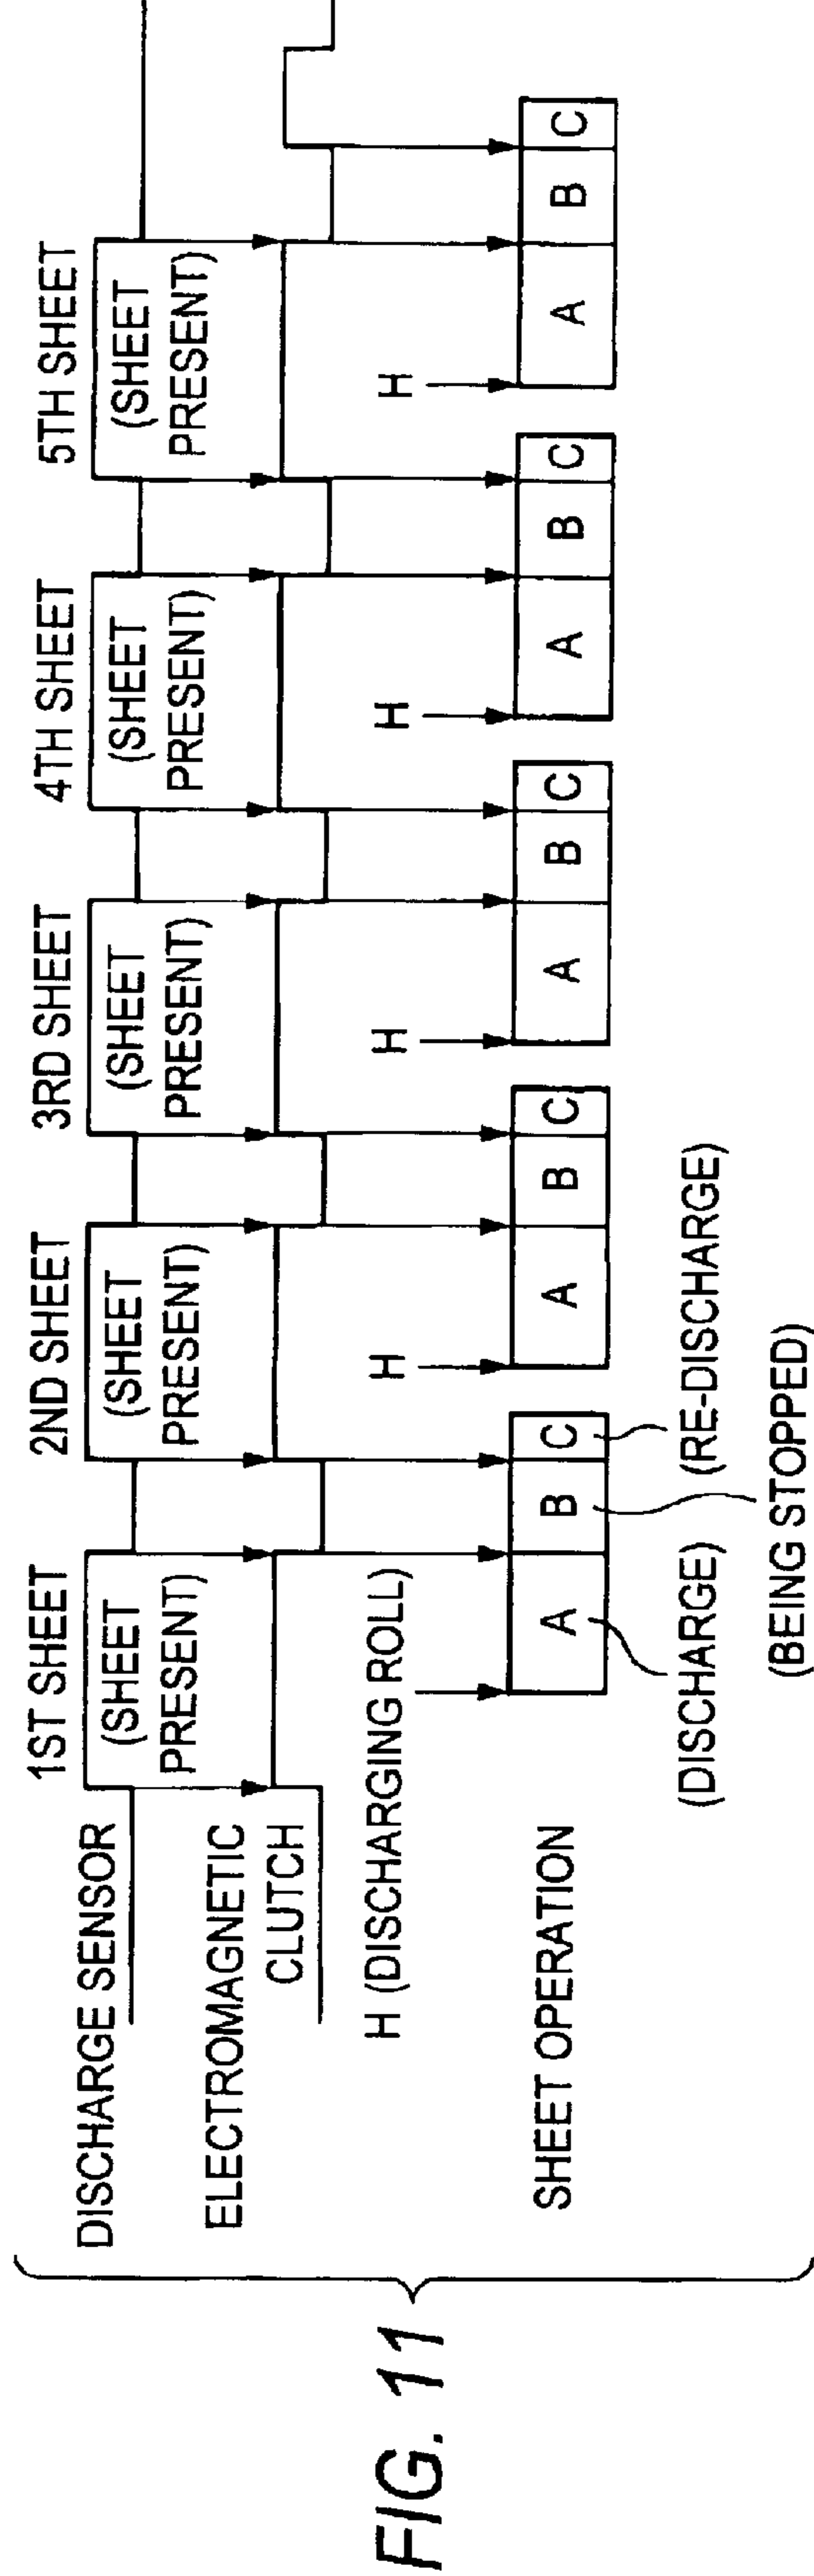 FIG. 11
1ST SHEET
2ND SHEET
3RD SHEET
4TH SHEET
5TH SHEET
DISCHARGE SENSOR
(SHEET
PRESENT)
(SHEET
PRESENT)
(SHEET
PRESENT)
(SHEET
PRESENT)
(SHEET
PRESENT)
ELECTROMAGNETIC
CLUTCH
H (DISCHARGING ROLL)
H
H
H
H
SHEET OPERATION
A B C
A B C
A B C
A B C
A B C
(DISCHARGE)
(RE-DISCHARGE)
(BEING STOPPED)